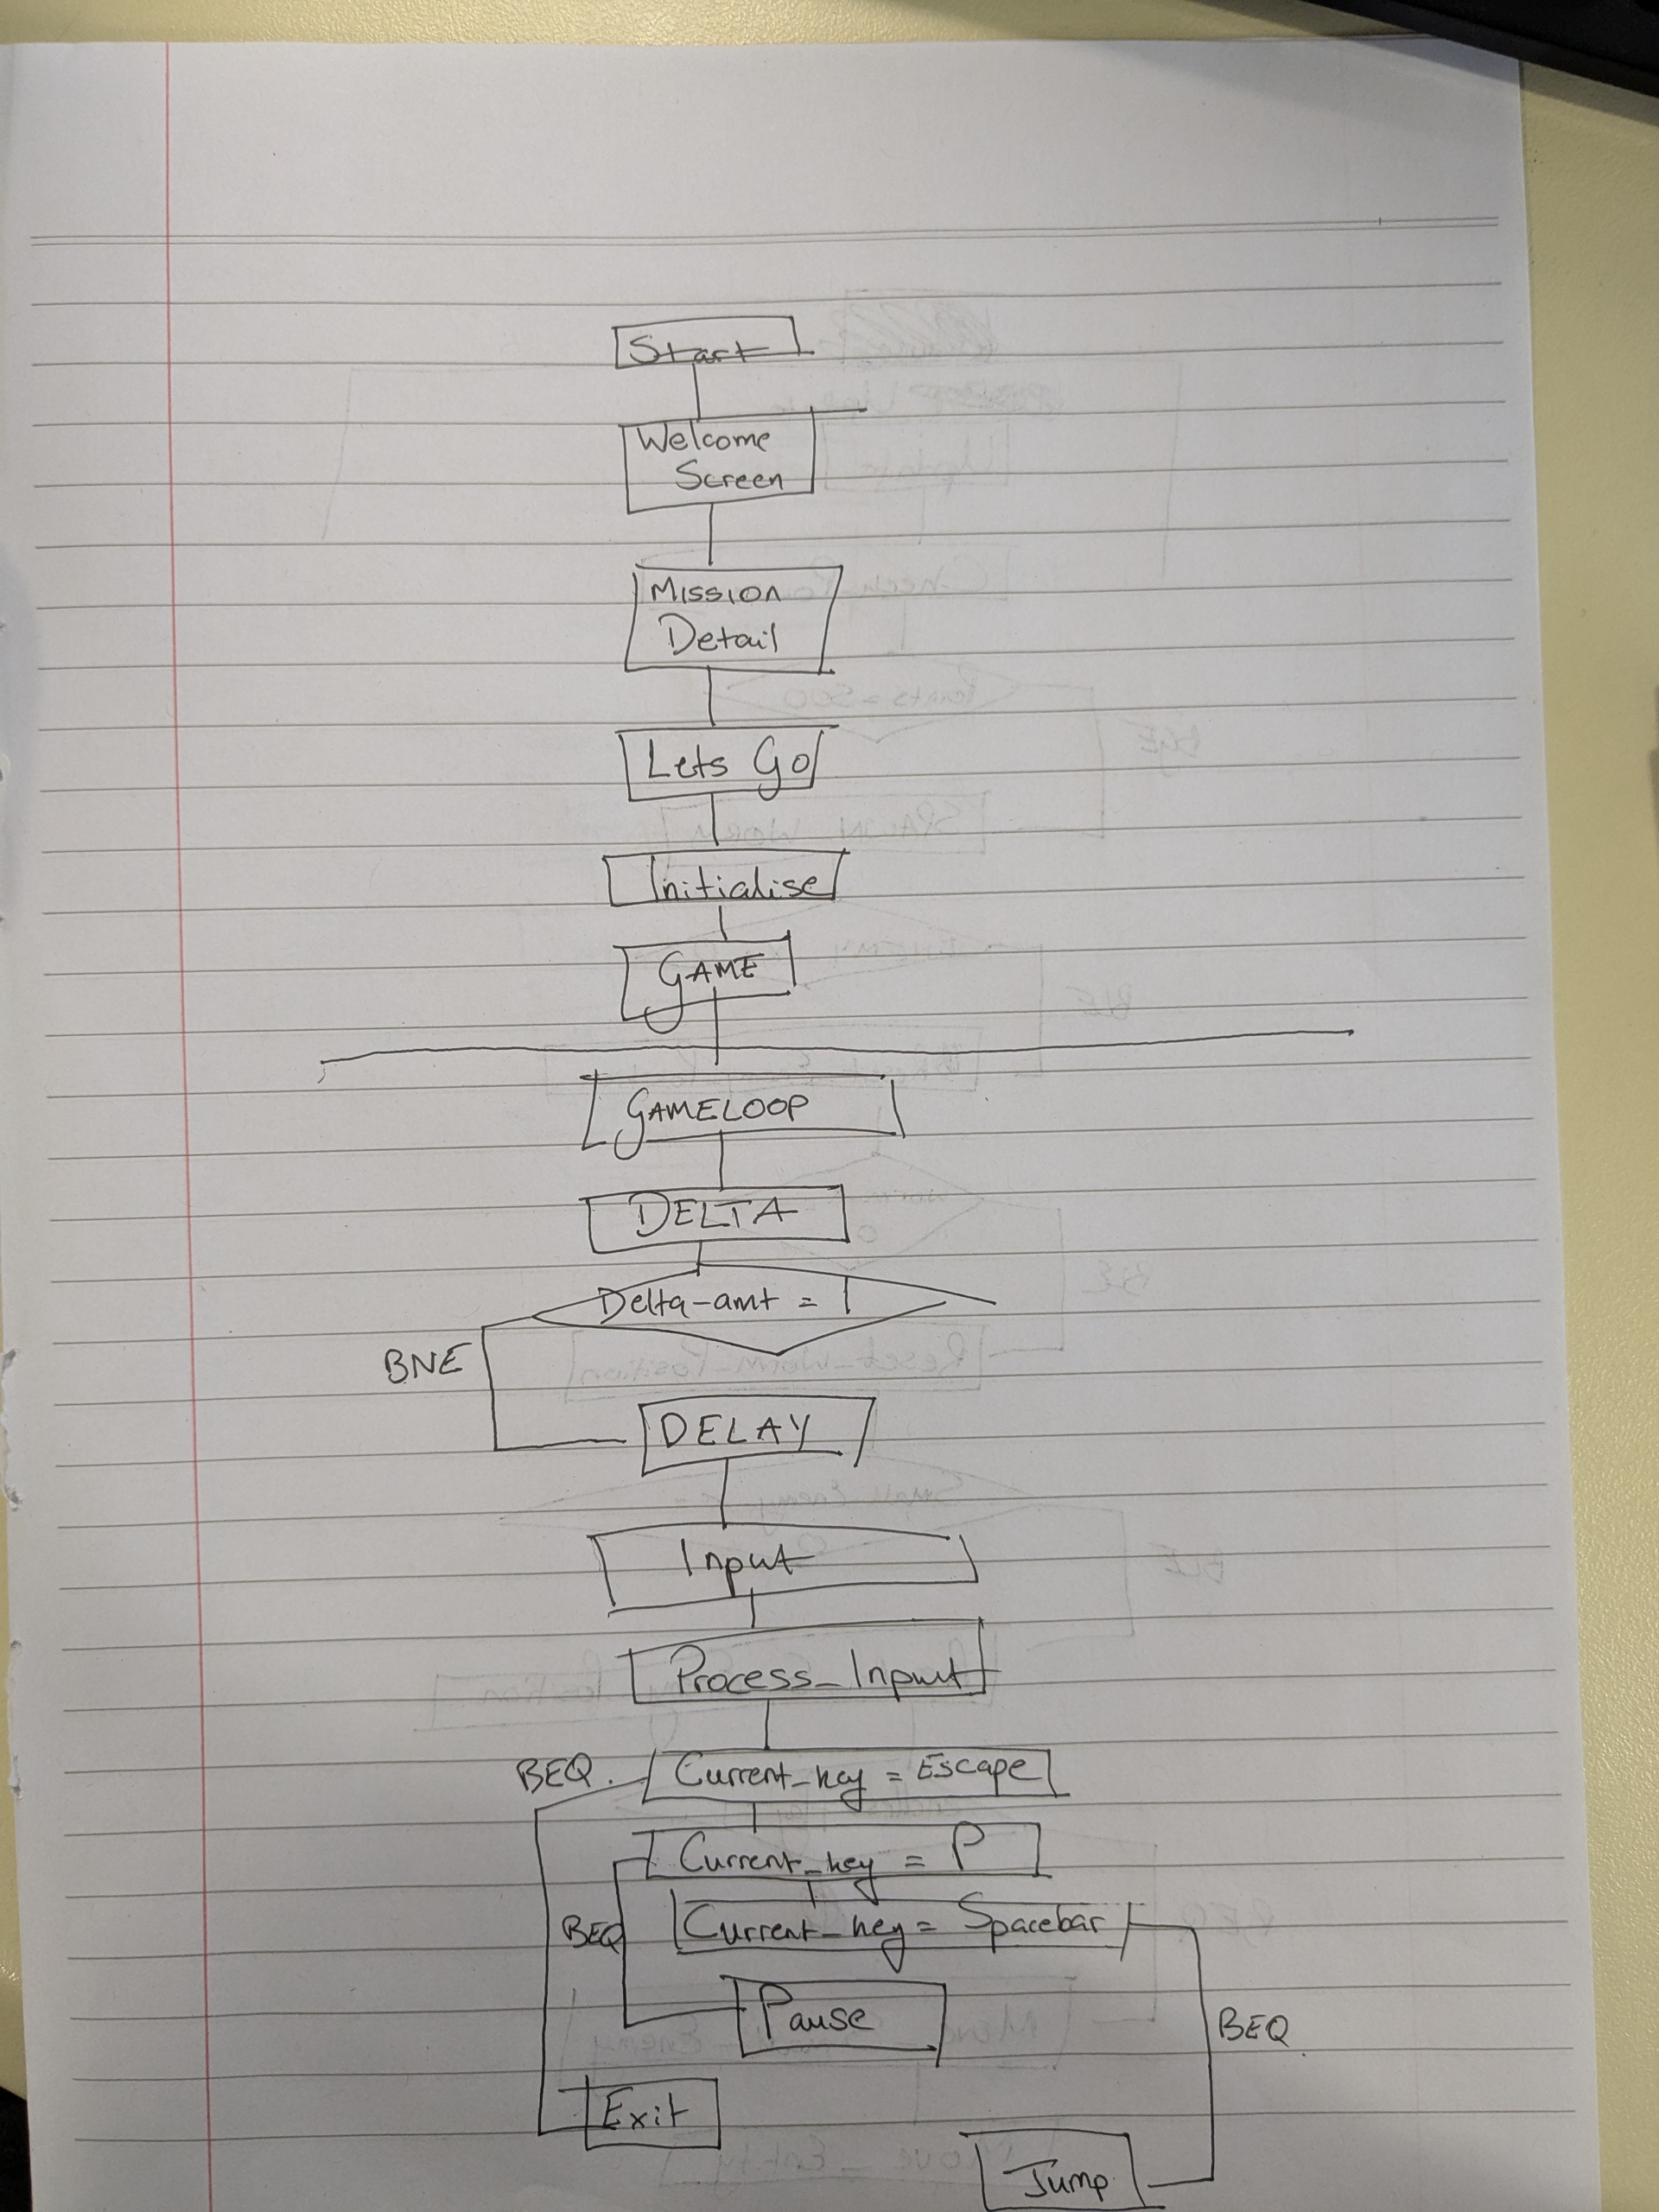 Start
Welcome
Screen
Mission
Detail
Lets Go
Initialise
GAME
GAMELOOP
DELTA
Delta-amt = 1
BNE
DELAY
Input
Process_Input
BEQ. Current_key = Escape
Current_key = P
BEQ Current_key = Spacebar
Pause
BEQ.
Exit
Jump